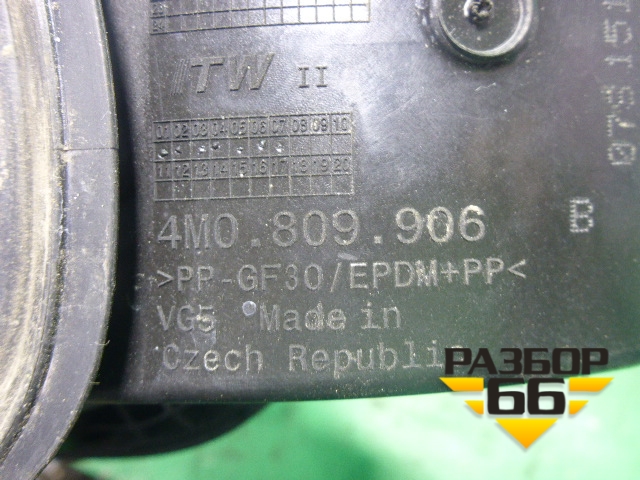 ITW II
01 02 03 04 05 06 07 08 09 10
11 12 13 14 15 16 17 18 19 20
4M0.809.906
>PP-GF30/EPDM+PP<
VG5 Made in
Czech Republic
B
РАЗБОР
66